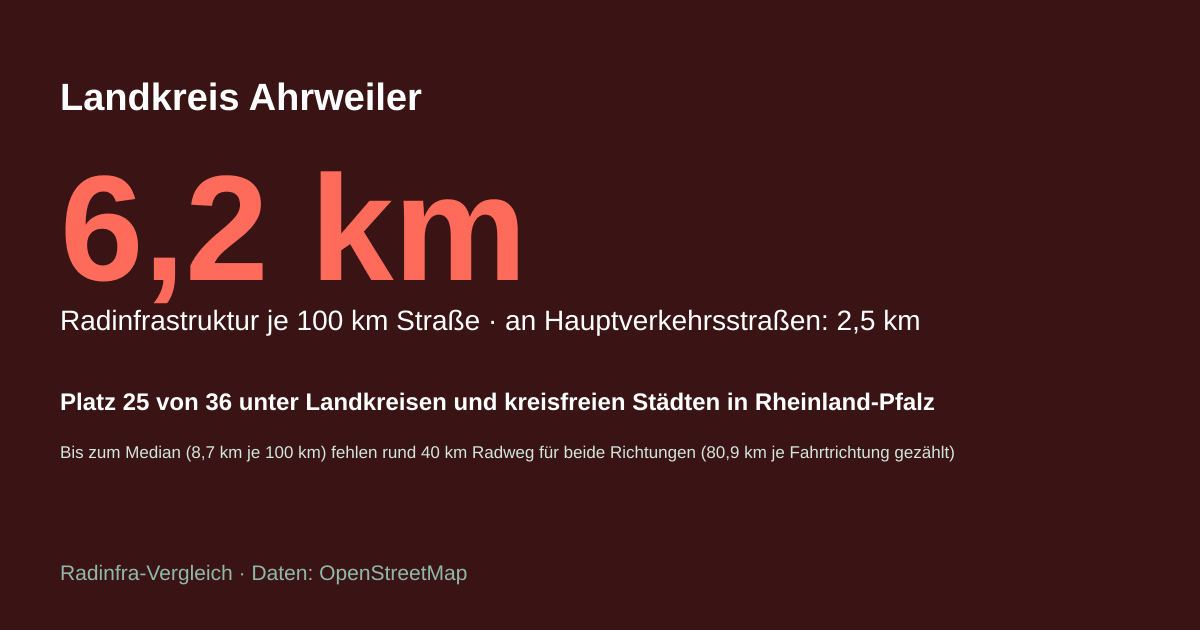 Landkreis Ahrweiler
6,2 km
Radinfrastruktur je 100 km Straße · an Hauptverkehrsstraßen: 2,5 km
Platz 25 von 36 unter Landkreisen und kreisfreien Städten in Rheinland-Pfalz
Bis zum Median (8,7 km je 100 km) fehlen rund 40 km Radweg für beide Richtungen (80,9 km je Fahrtrichtung gezählt)
Radinfra-Vergleich · Daten: OpenStreetMap